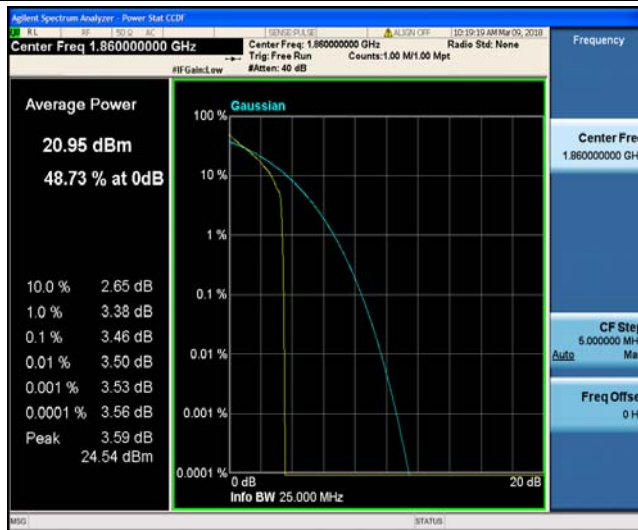 Agilent Spectrum Analyzer - Power Stat CCDF
RL RF 50 Ω AC SENSE:PULSE ALIGN OFF 10:19:19 AM Mar 09, 2018
Center Freq 1.860000000 GHz
Center Freq: 1.860000000 GHz Radio Std: None
Trig: Free Run Counts:1.00 M/1.00 Mpt
#IFGain:Low #Atten: 40 dB
Frequency
Average Power
20.95 dBm
48.73 % at 0dB
10.0 % 2.65 dB
1.0 % 3.38 dB
0.1 % 3.46 dB
0.01 % 3.50 dB
0.001 % 3.53 dB
0.0001 % 3.56 dB
Peak 3.59 dB
24.54 dBm
Gaussian
100 %
10 %
1 %
0.1 %
0.01 %
0.001 %
0.0001 %
0 dB 20 dB
Info BW 25.000 MHz
Center Fre
1.860000000 GH
CF Step
5.000000 MH
Auto Ma
Freq Offse
0 H
MSG STATUS